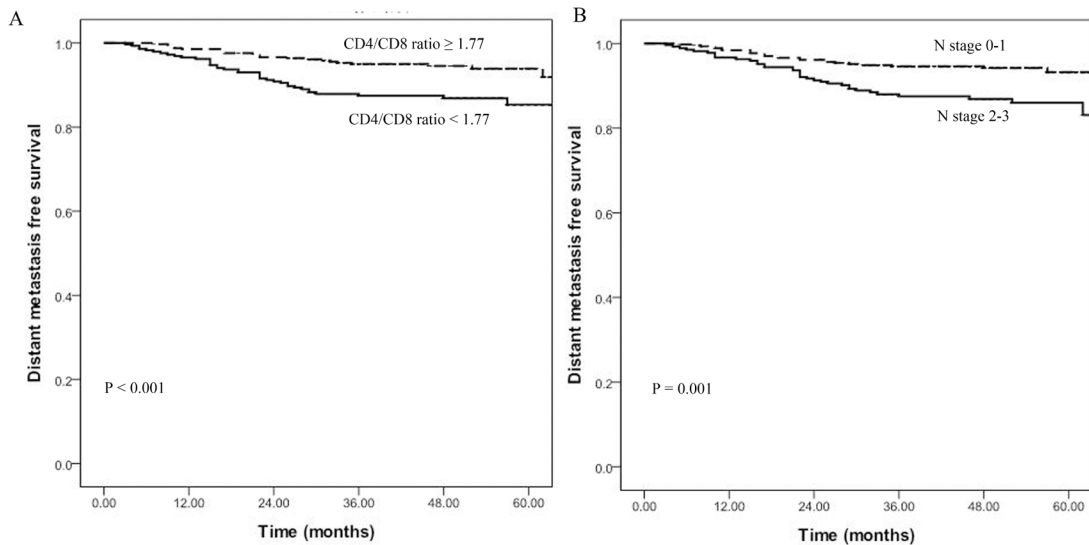 A
CD4/CD8 ratio ≥ 1.77
CD4/CD8 ratio < 1.77
P < 0.001
Distant metastasis free survival
1.0
0.8
0.6
0.4
0.2
0.0
0.00 12.00 24.00 36.00 48.00 60.00
Time (months)
B
N stage 0-1
N stage 2-3
P = 0.001
Distant metastasis free survival
1.0
0.8
0.6
0.4
0.2
0.0
0.00 12.00 24.00 36.00 48.00 60.00
Time (months)